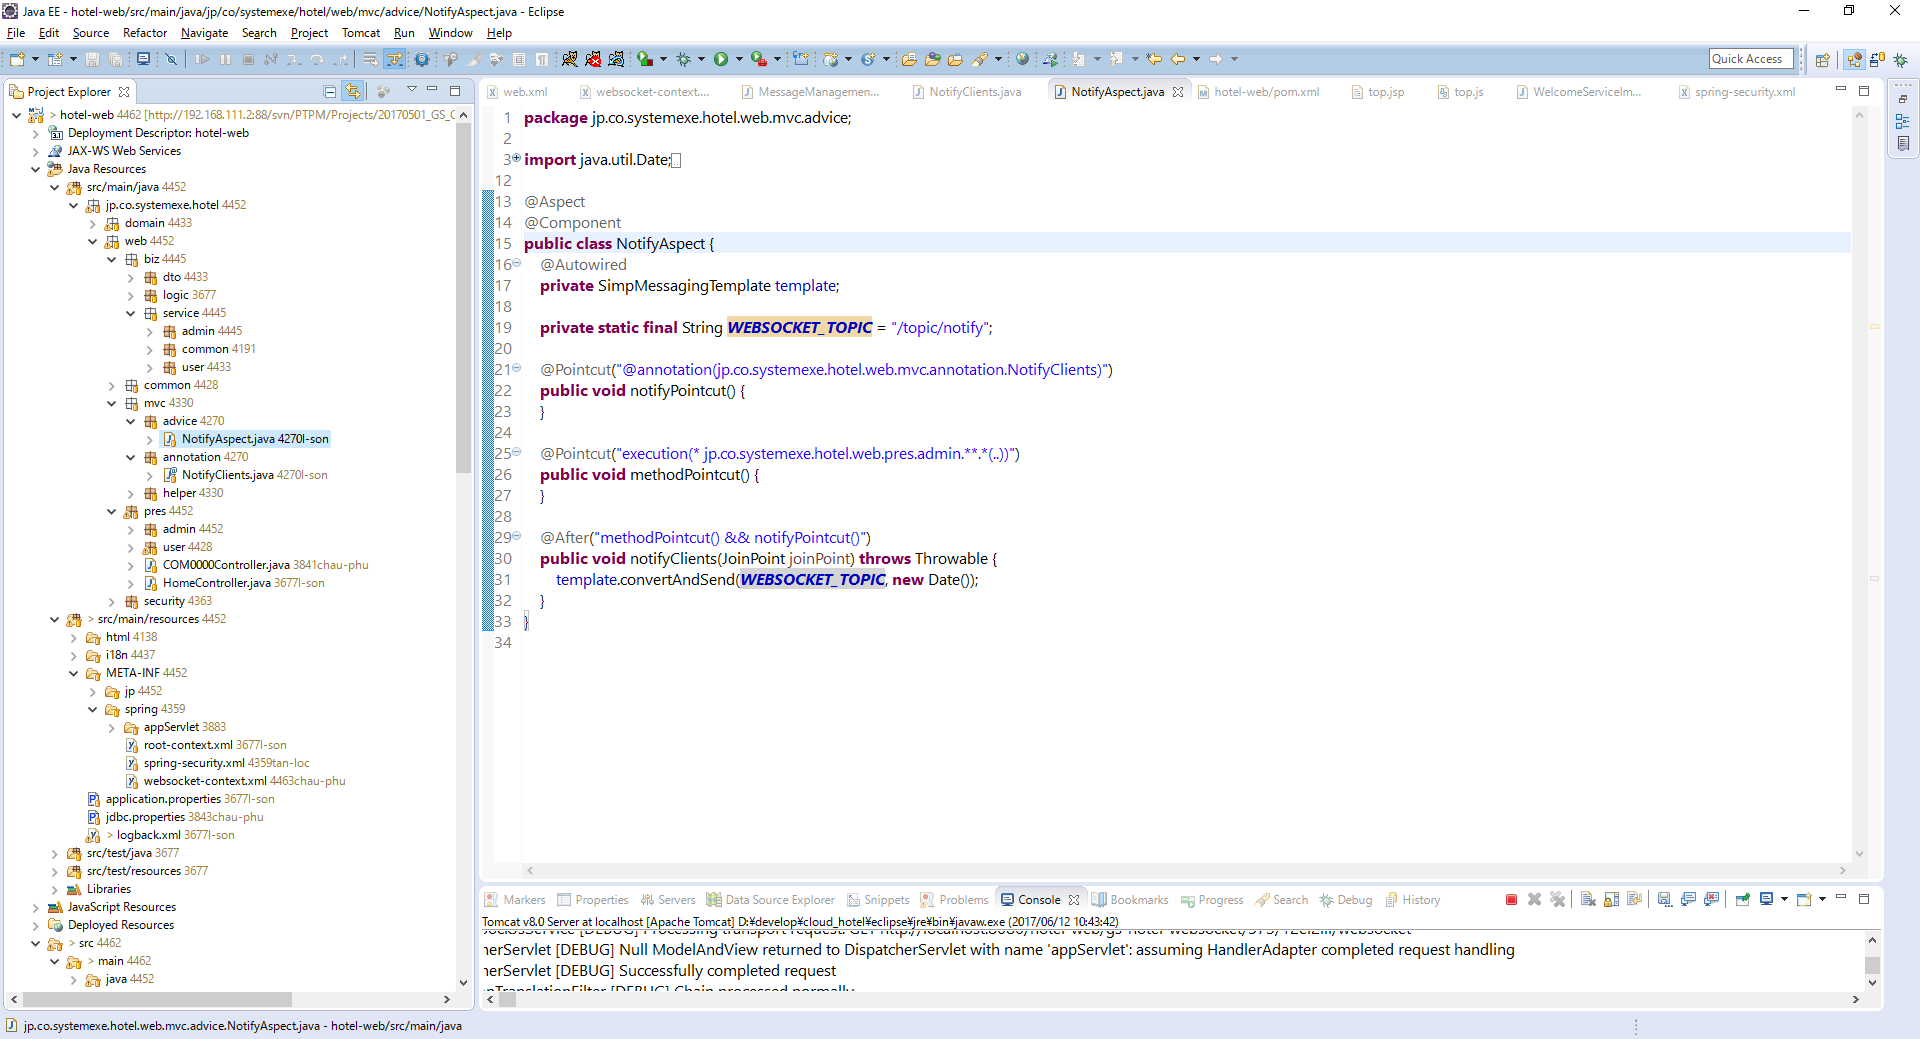 Java EE - hotel-web/src/main/java/jp/co/systemexe/hotel/web/mvc/advice/NotifyAspect.java - Eclipse
File Edit Source Refactor Navigate Search Project Tomcat Run Window Help
Quick Access
Project Explorer
> hotel-web 4462 [http://192.168.111.2:88/svn/PTPM/Projects/20170501_GS_C
Deployment Descriptor: hotel-web
JAX-WS Web Services
Java Resources
src/main/java 4452
jp.co.systemexe.hotel 4452
domain 4433
web 4452
biz 4445
dto 4433
logic 3677
service 4445
admin 4445
common 4191
user 4433
common 4428
mvc 4330
advice 4270
NotifyAspect.java 4270l-son
annotation 4270
NotifyClients.java 4270l-son
helper 4330
pres 4452
admin 4452
user 4428
COM0000Controller.java 3841chau-phu
HomeController.java 3677l-son
security 4363
> src/main/resources 4452
html 4138
i18n 4437
META-INF 4452
jp 4452
spring 4359
appServlet 3883
root-context.xml 3677l-son
spring-security.xml 4359tan-loc
websocket-context.xml 4463chau-phu
application.properties 3677l-son
jdbc.properties 3843chau-phu
> logback.xml 3677l-son
src/test/java 3677
src/test/resources 3677
Libraries
JavaScript Resources
Deployed Resources
> src 4462
> main 4462
java 4452
web.xml websocket-context.... MessageManagemen... NotifyClients.java NotifyAspect.java hotel-web/pom.xml top.jsp top.js WelcomeServiceIm... spring-security.xml
1 package jp.co.systemexe.hotel.web.mvc.advice;
2
3 import java.util.Date;
12
13 @Aspect
14 @Component
15 public class NotifyAspect {
16 @Autowired
17 private SimpMessagingTemplate template;
18
19 private static final String WEBSOCKET_TOPIC = "/topic/notify";
20
21 @Pointcut("@annotation(jp.co.systemexe.hotel.web.mvc.annotation.NotifyClients)")
22 public void notifyPointcut() {
23 }
24
25 @Pointcut("execution(* jp.co.systemexe.hotel.web.pres.admin.**.*(..))")
26 public void methodPointcut() {
27 }
28
29 @After("methodPointcut() && notifyPointcut()")
30 public void notifyClients(JoinPoint joinPoint) throws Throwable {
31 template.convertAndSend(WEBSOCKET_TOPIC, new Date());
32 }
33 }
34
Markers Properties Servers Data Source Explorer Snippets Problems Console Bookmarks Progress Search Debug History
Tomcat v8.0 Server at localhost [Apache Tomcat] D:¥develop¥cloud_hotel¥eclipse¥jre¥bin¥javaw.exe (2017/06/12 10:43:42)
herServlet [DEBUG] Null ModelAndView returned to DispatcherServlet with name 'appServlet': assuming HandlerAdapter completed request handling
herServlet [DEBUG] Successfully completed request
nTranslationFilter [DEBUG] Chain processed normally
jp.co.systemexe.hotel.web.mvc.advice.NotifyAspect.java - hotel-web/src/main/java